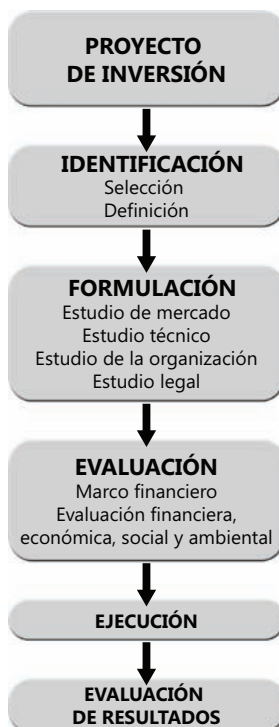 PROYECTO
DE INVERSIÓN
IDENTIFICACIÓN
Selección
Definición
FORMULACIÓN
Estudio de mercado
Estudio técnico
Estudio de la organización
Estudio legal
EVALUACIÓN
Marco financiero
Evaluación financiera,
económica, social y ambiental
EJECUCIÓN
EVALUACIÓN
DE RESULTADOS